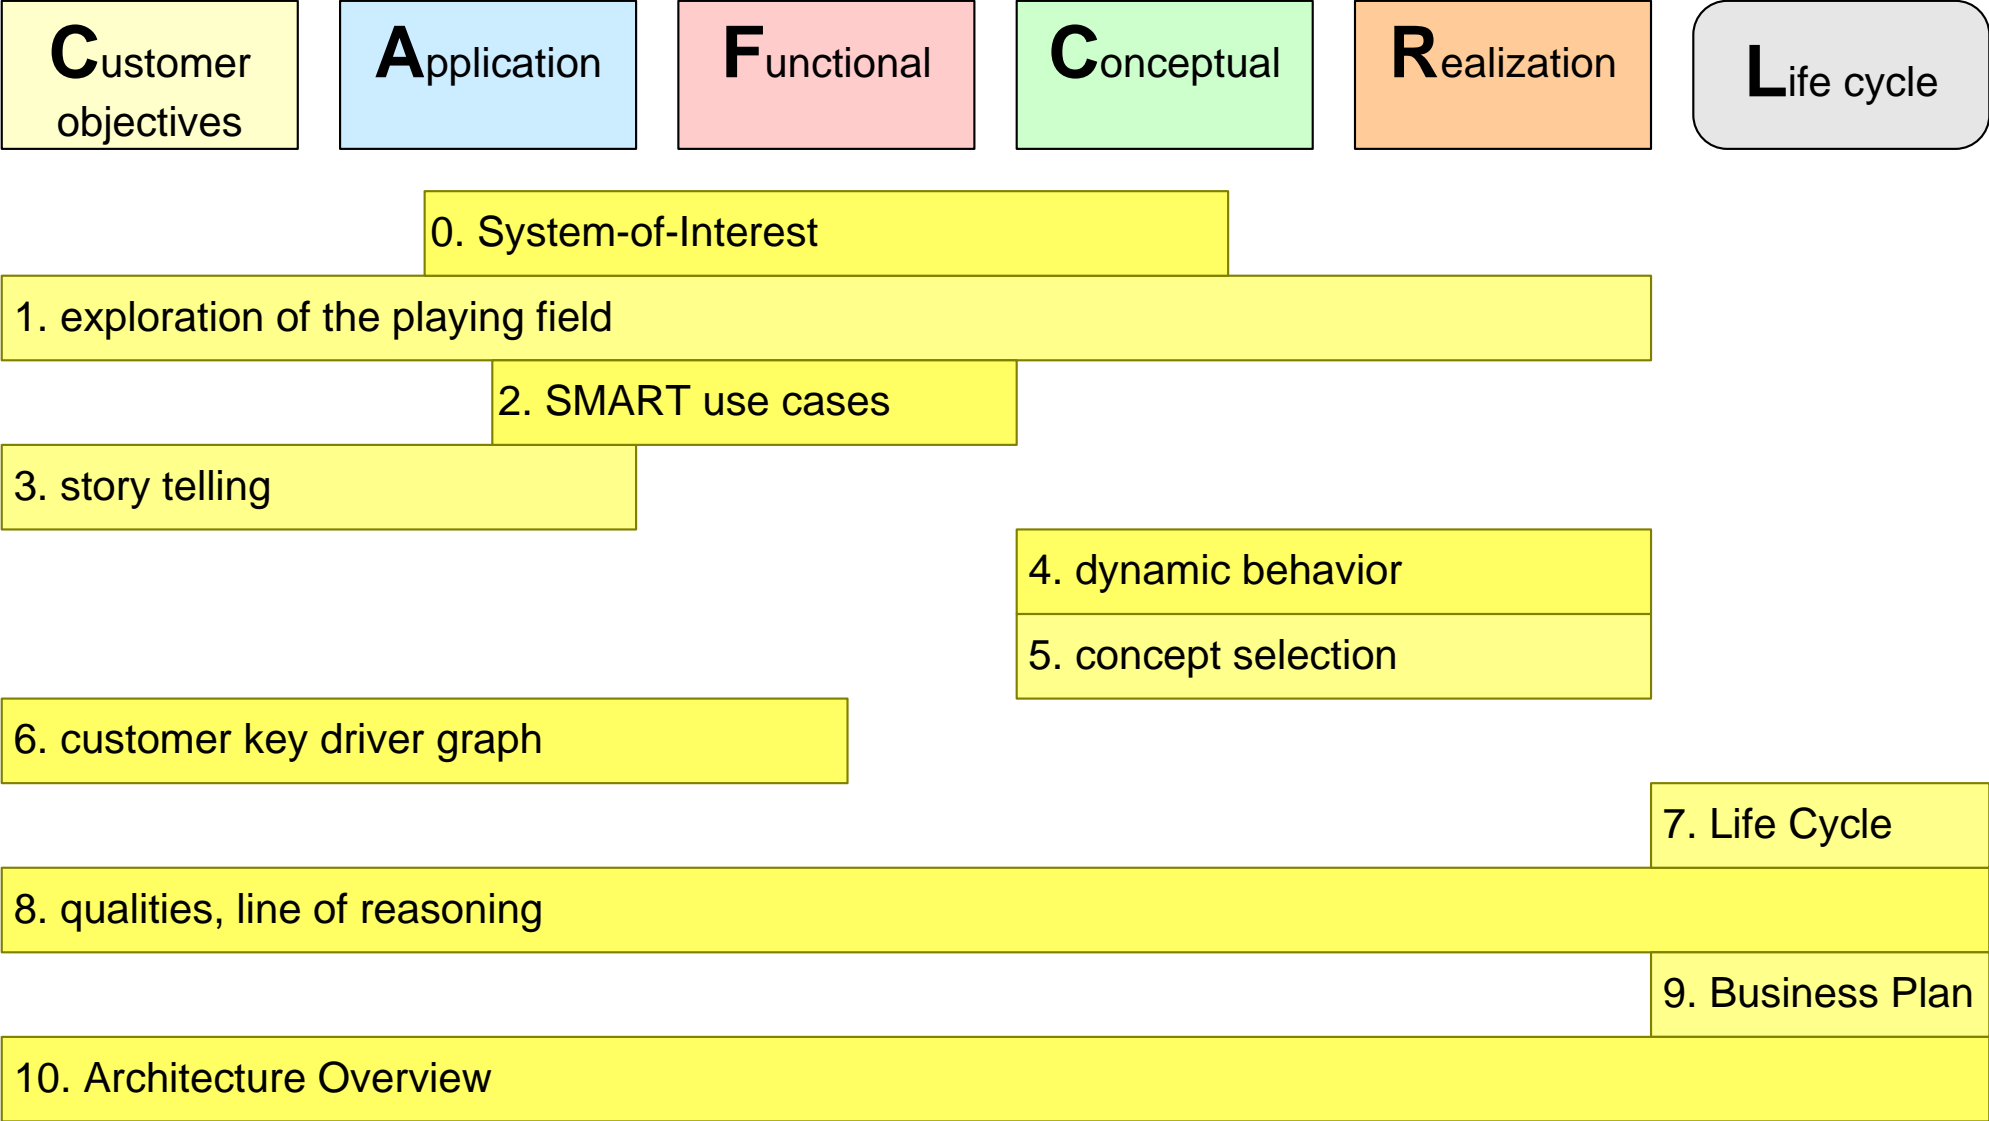 Customer
objectives
Application
Functional
Conceptual
Realization
Life cycle
0. System-of-Interest
1. exploration of the playing field
2. SMART use cases
3. story telling
4. dynamic behavior
5. concept selection
6. customer key driver graph
7. Life Cycle
8. qualities, line of reasoning
9. Business Plan
10. Architecture Overview